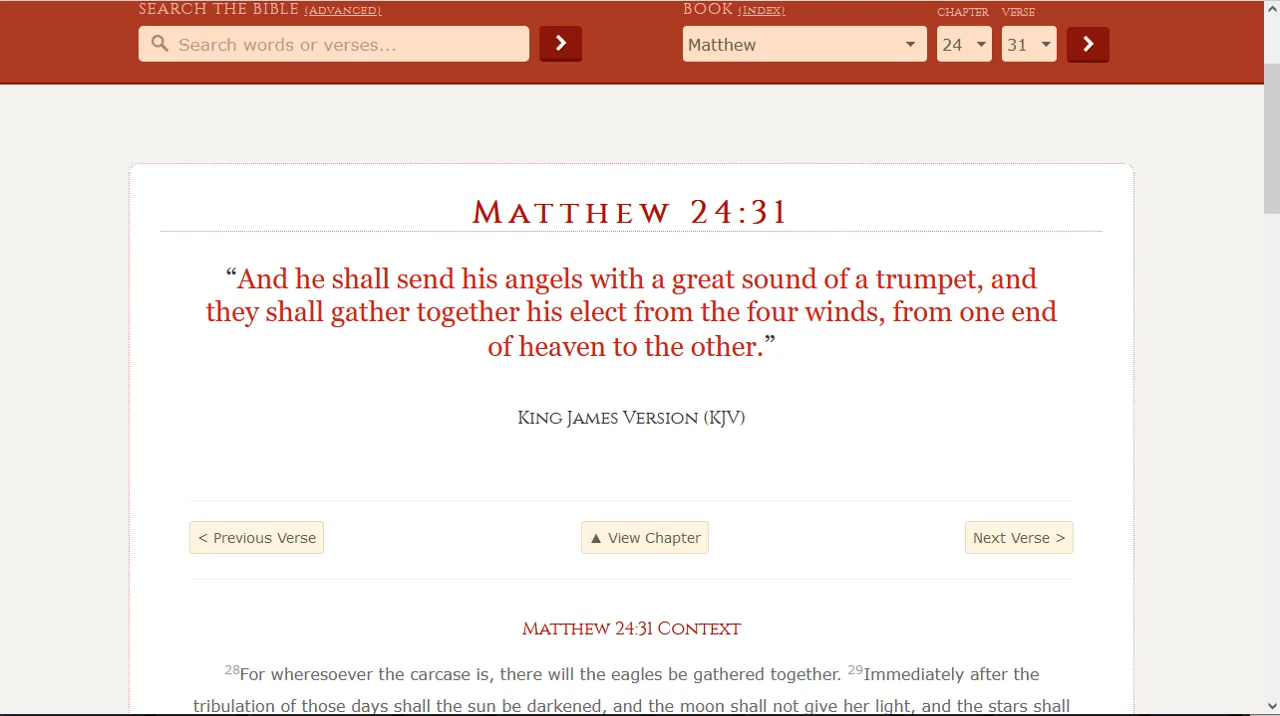 SEARCH THE BIBLE (ADVANCED)
BOOK (INDEX)
CHAPTER VERSE
Search words or verses...
Matthew
24
31
MATTHEW 24:31
“And he shall send his angels with a great sound of a trumpet, and
they shall gather together his elect from the four winds, from one end
of heaven to the other.”
KING JAMES VERSION (KJV)
< Previous Verse
▲ View Chapter
Next Verse >
MATTHEW 24:31 CONTEXT
28For wheresoever the carcase is, there will the eagles be gathered together. 29Immediately after the
tribulation of those days shall the sun be darkened, and the moon shall not give her light, and the stars shall